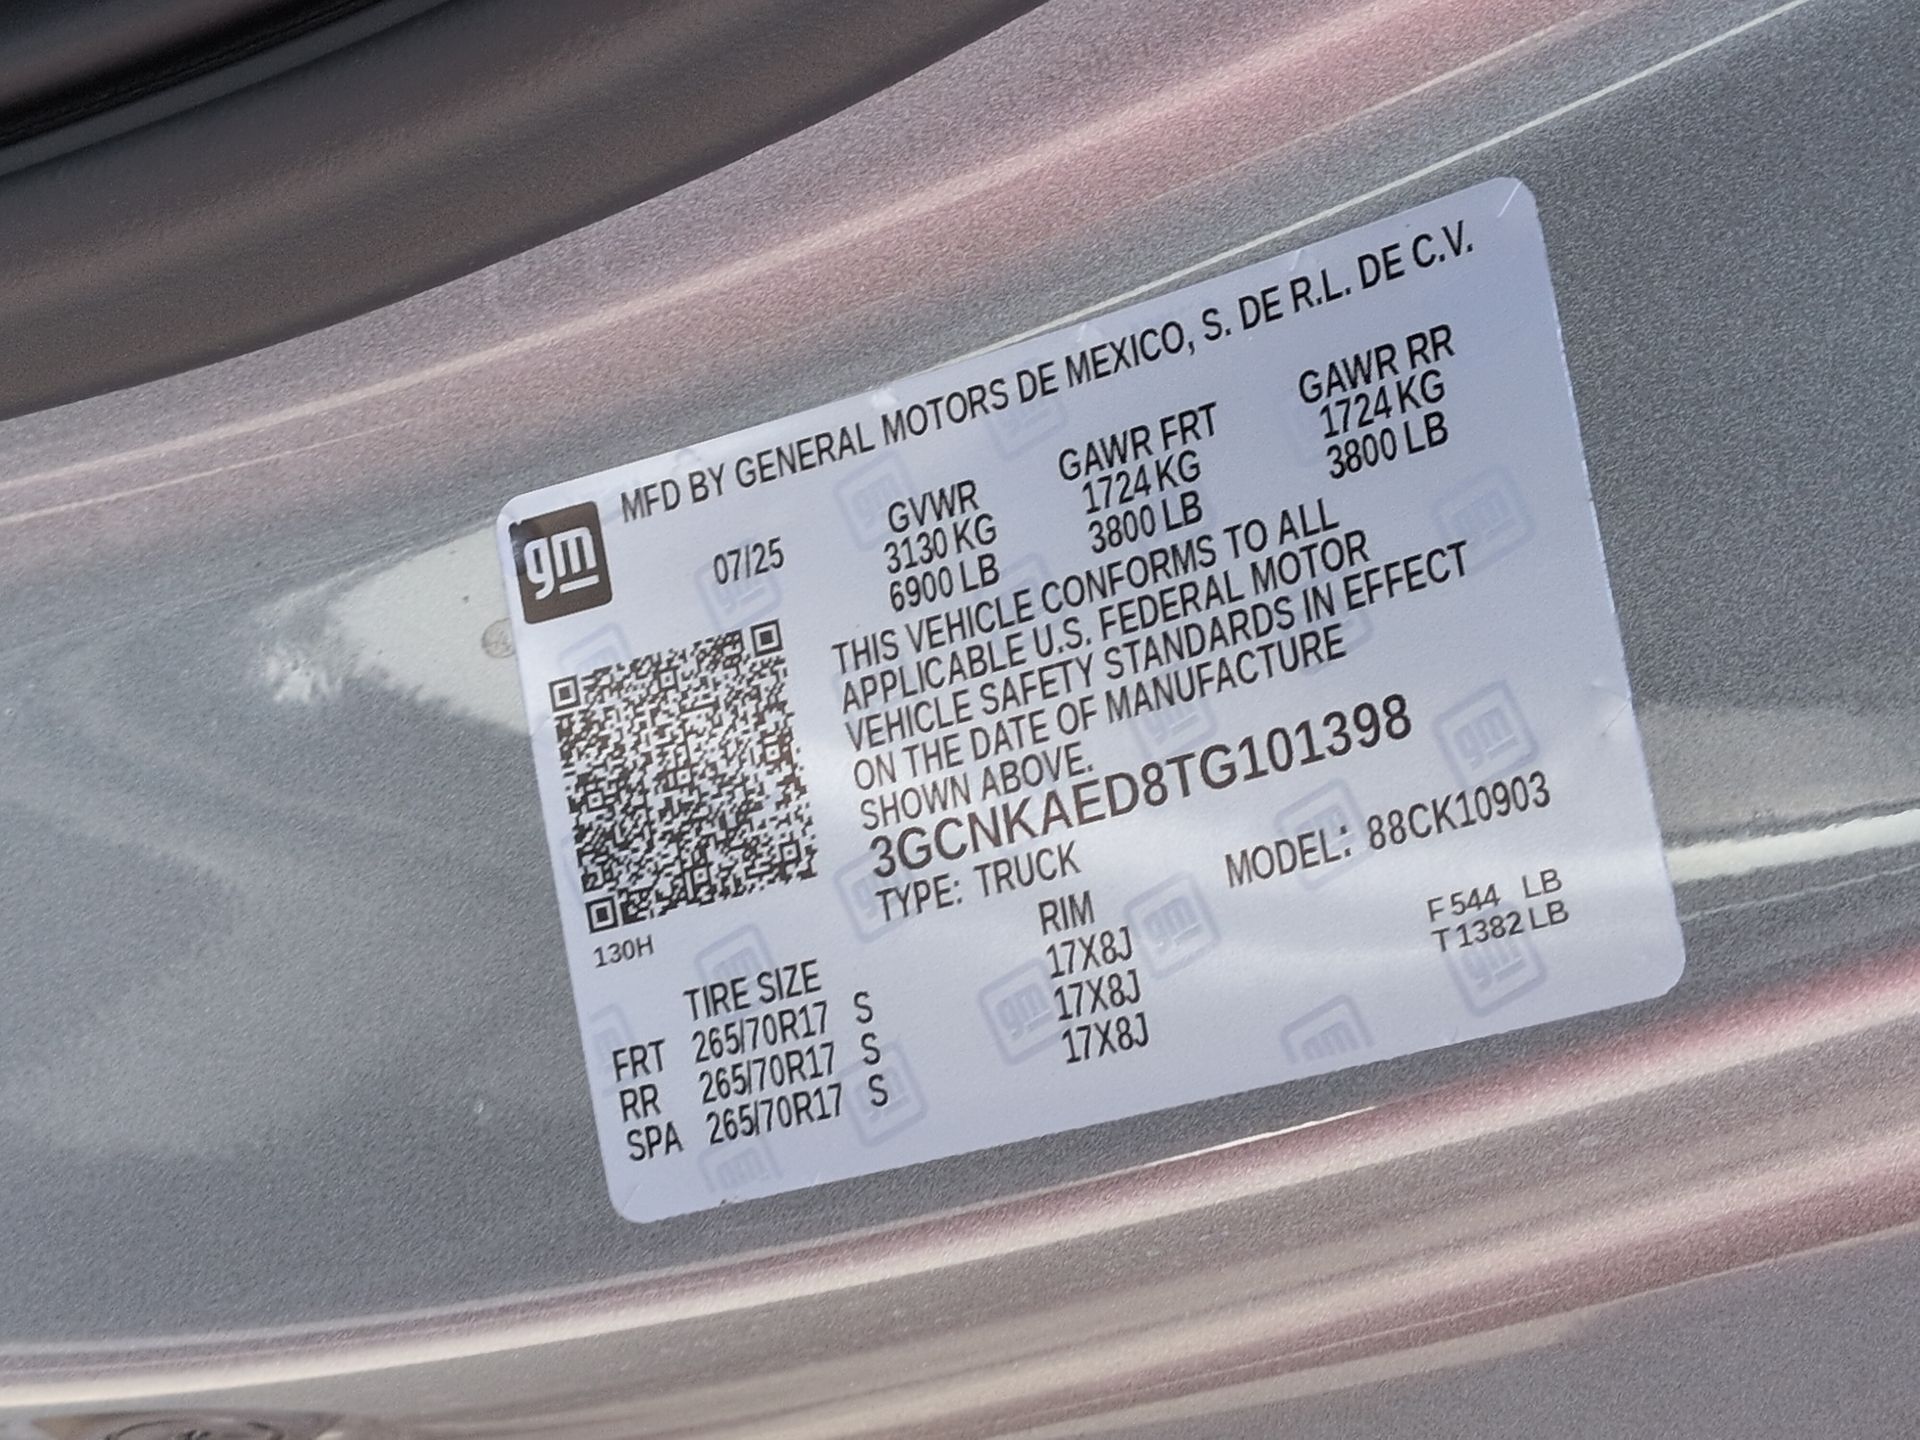 gm MFD BY GENERAL MOTORS DE MEXICO, S. DE R.L. DE C.V.
07/25 GVWR GAWR FRT GAWR RR
3130 KG 1724 KG 1724 KG
6900 LB 3800 LB 3800 LB
THIS VEHICLE CONFORMS TO ALL
APPLICABLE U.S. FEDERAL MOTOR
VEHICLE SAFETY STANDARDS IN EFFECT
ON THE DATE OF MANUFACTURE
SHOWN ABOVE.
3GCNKAED8TG101398
TYPE: TRUCK MODEL: 88CK10903
130H
TIRE SIZE RIM F 544 LB
FRT 265/70R17 S 17X8J T 1382 LB
RR 265/70R17 S 17X8J
SPA 265/70R17 S 17X8J